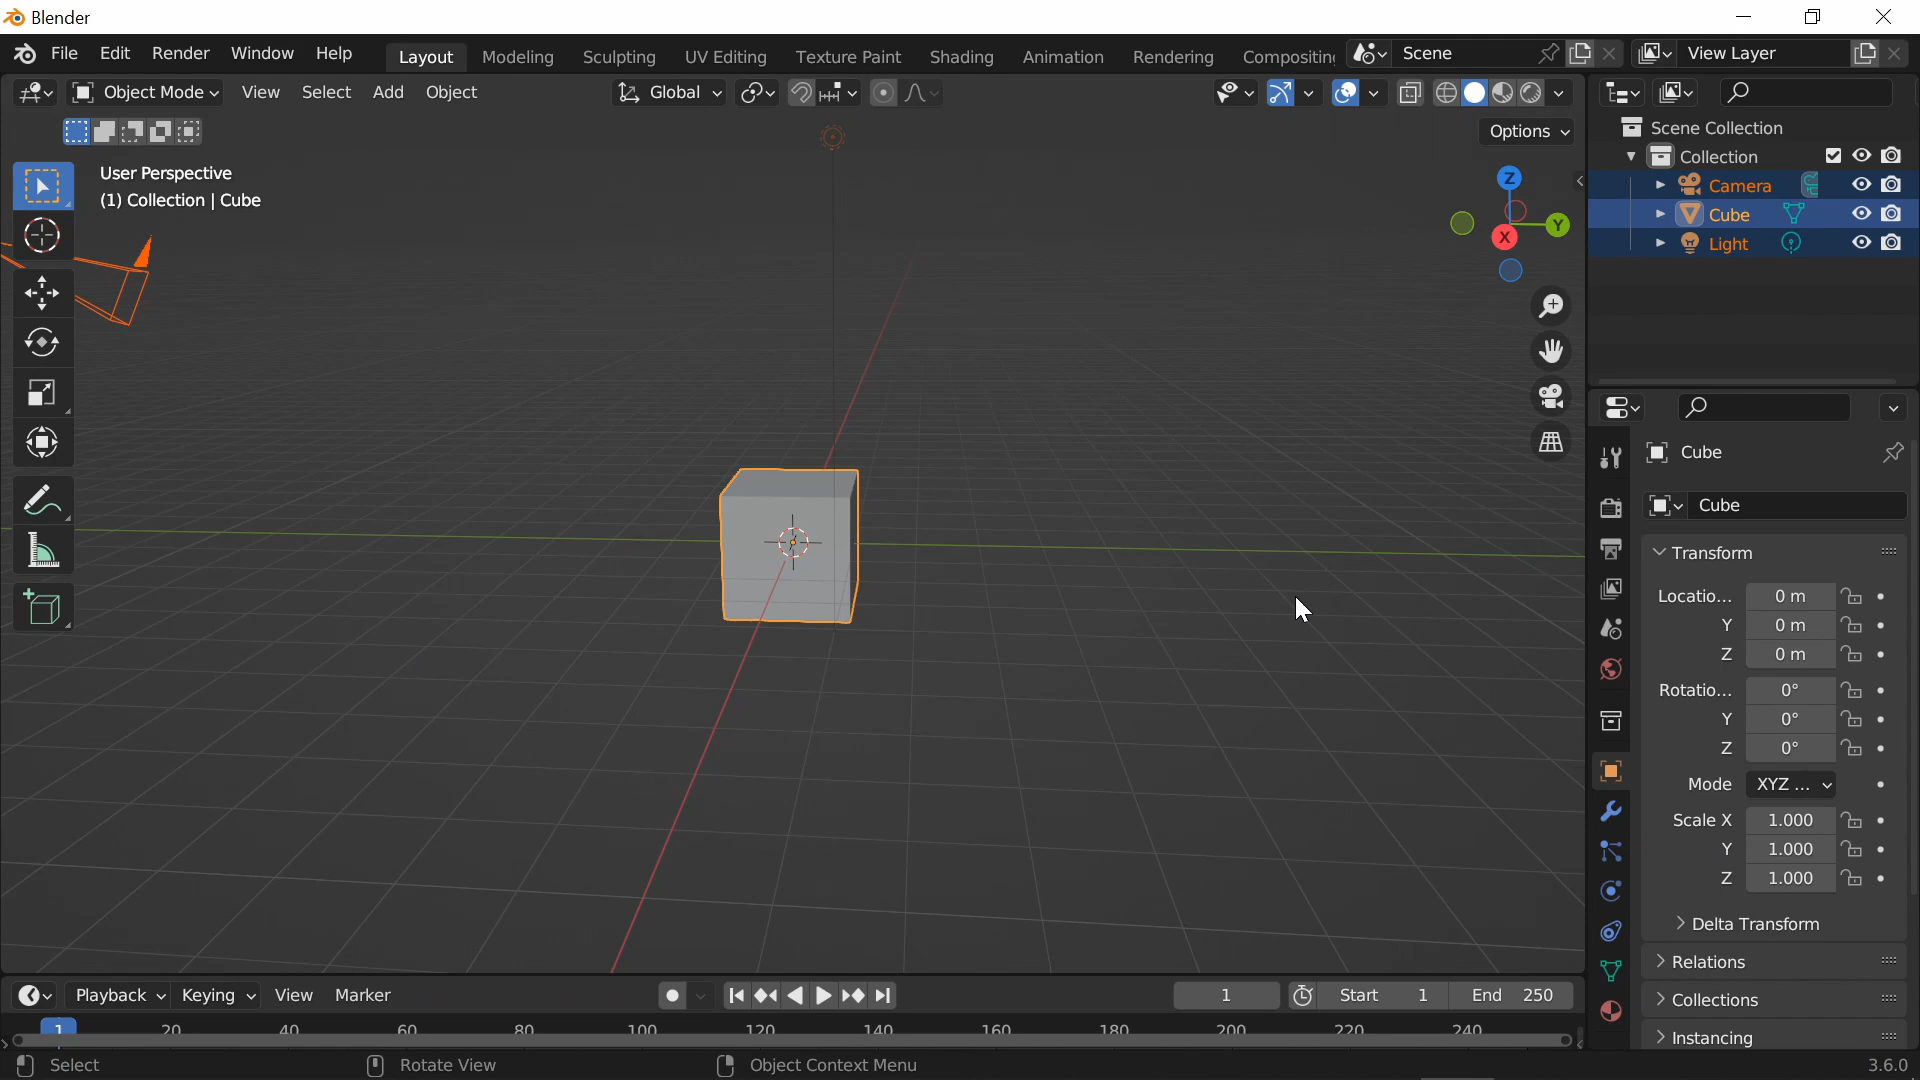 Blender
File Edit Render Window Help Layout Modeling Sculpting UV Editing Texture Paint Shading Animation Rendering Compositing Scene View Layer
Object Mode View Select Add Object Global
Options
User Perspective
(1) Collection | Cube
Z
Y
X
Scene Collection
Collection
Camera
Cube
Light
Cube
Cube
Transform
Locatio... 0 m
Y 0 m
Z 0 m
Rotatio... 0°
Y 0°
Z 0°
Mode XYZ ...
Scale X 1.000
Y 1.000
Z 1.000
Delta Transform
Relations
Collections
Instancing
Playback Keying View Marker 1 Start 1 End 250
1 20 40 60 80 100 120 140 160 180 200 220 240
Select Rotate View Object Context Menu 3.6.0